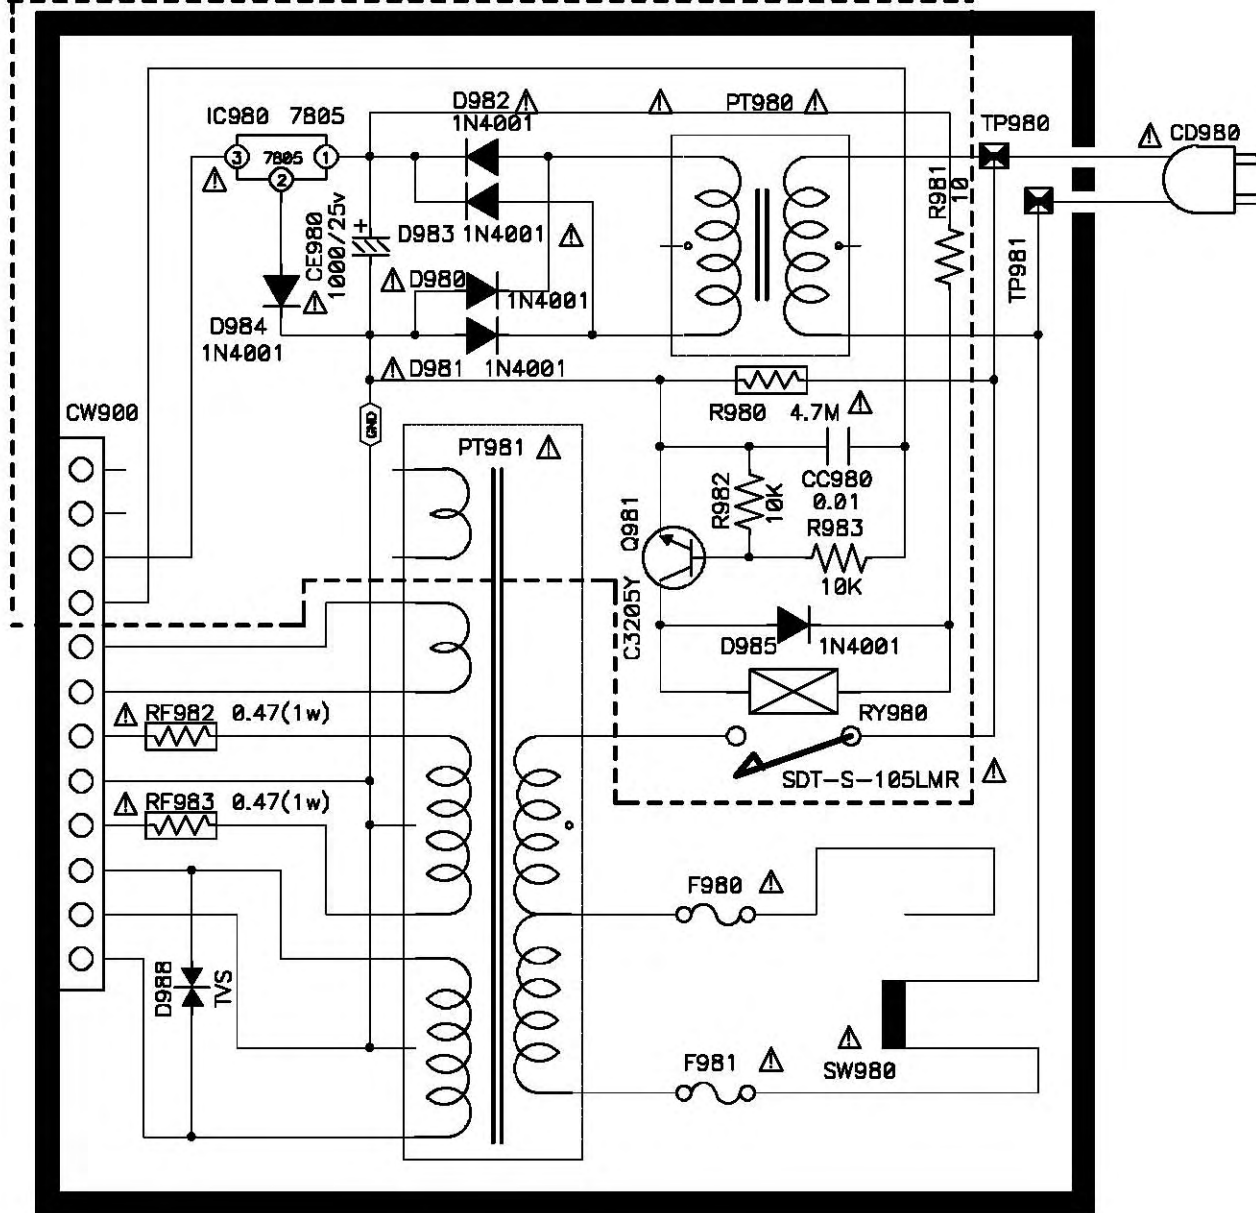 D982
1N4001
PT980
IC980 7805
TP980
CD980
3
7805
1
2
R981
10
CE980
1000/25v
+
D983 1N4001
D980
1N4001
TP981
D984
1N4001
D981 1N4001
CW900
GND
R980 4.7M
PT981
CC980
0.01
R982
10K
Q981
C3205Y
R983
10K
D985 1N4001
RF982 0.47(1w)
RY980
SDT-S-105LMR
RF983 0.47(1w)
F980
D988
TVS
F981
SW980